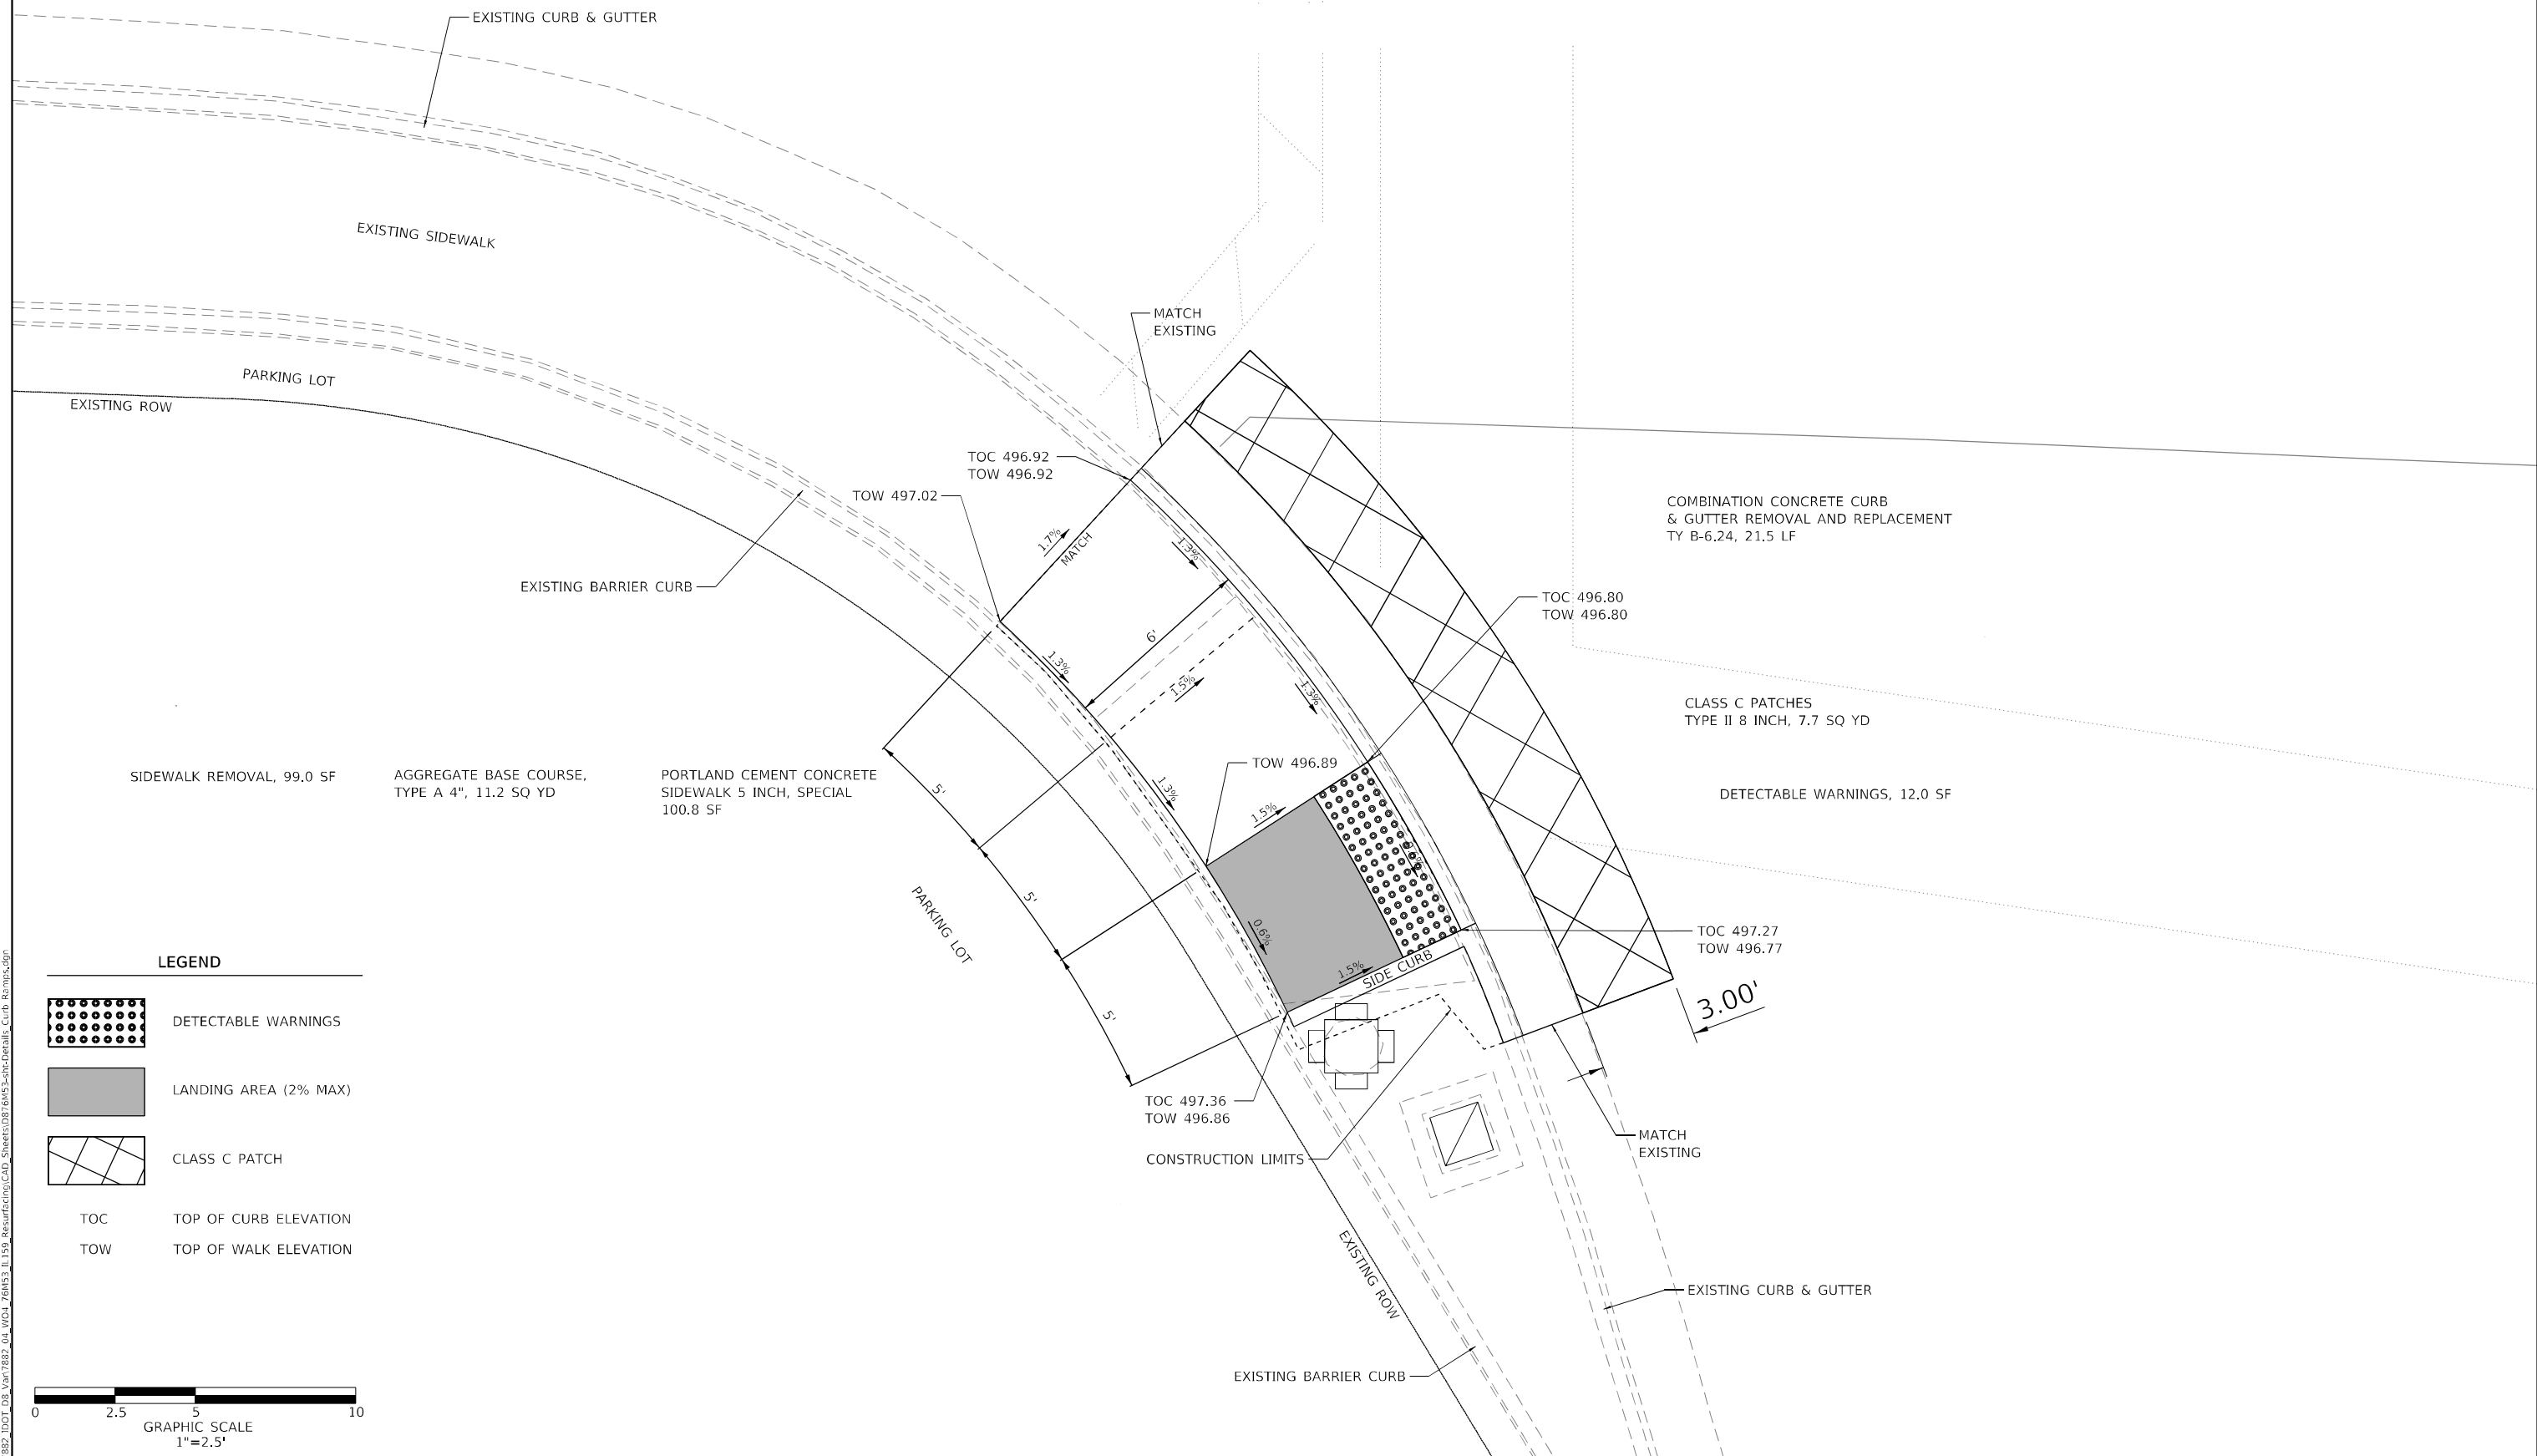 EXISTING CURB & GUTTER
EXISTING SIDEWALK
PARKING LOT
EXISTING ROW
MATCH
EXISTING
TOC 496.92
TOW 496.92
TOW 497.02
1.7%
MATCH
1.3%
EXISTING BARRIER CURB
COMBINATION CONCRETE CURB
& GUTTER REMOVAL AND REPLACEMENT
TY B-6.24, 21.5 LF
TOC 496.80
TOW 496.80
6'
1.3%
1.5%
1.3%
CLASS C PATCHES
TYPE II 8 INCH, 7.7 SQ YD
SIDEWALK REMOVAL, 99.0 SF
AGGREGATE BASE COURSE,
TYPE A 4", 11.2 SQ YD
PORTLAND CEMENT CONCRETE
SIDEWALK 5 INCH, SPECIAL
100.8 SF
5'
1.3%
TOW 496.89
1.5%
DETECTABLE WARNINGS, 12.0 SF
5'
PARKING LOT
0.6%
1.5%
SIDE CURB
TOC 497.27
TOW 496.77
3.00'
5'
TOC 497.36
TOW 496.86
CONSTRUCTION LIMITS
MATCH
EXISTING
EXISTING ROW
EXISTING CURB & GUTTER
EXISTING BARRIER CURB
LEGEND
DETECTABLE WARNINGS
LANDING AREA (2% MAX)
CLASS C PATCH
TOC TOP OF CURB ELEVATION
TOW TOP OF WALK ELEVATION
0 2.5 5 10
GRAPHIC SCALE
1"=2.5'